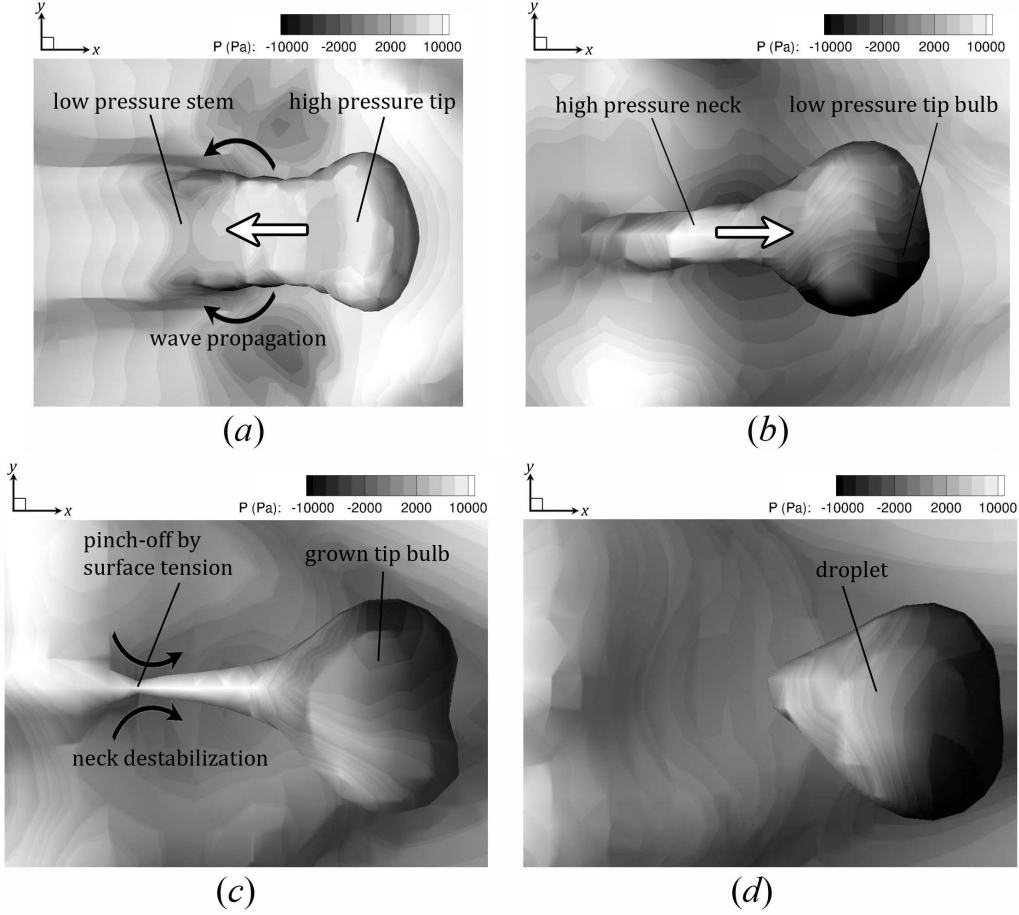 y
x
P (Pa): -10000 -2000 2000 10000
low pressure stem
high pressure tip
wave propagation
(a)
y
x
P (Pa): -10000 -2000 2000 10000
high pressure neck
low pressure tip bulb
(b)
y
x
P (Pa): -10000 -2000 2000 10000
pinch-off by
surface tension
grown tip bulb
neck destabilization
(c)
y
x
P (Pa): -10000 -2000 2000 10000
droplet
(d)